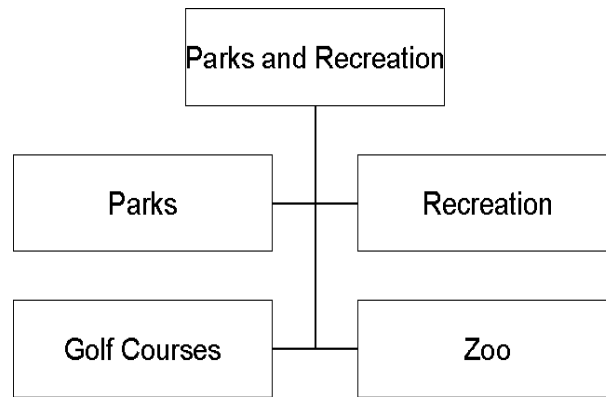 Parks and Recreation
Parks
Recreation
Golf Courses
Zoo